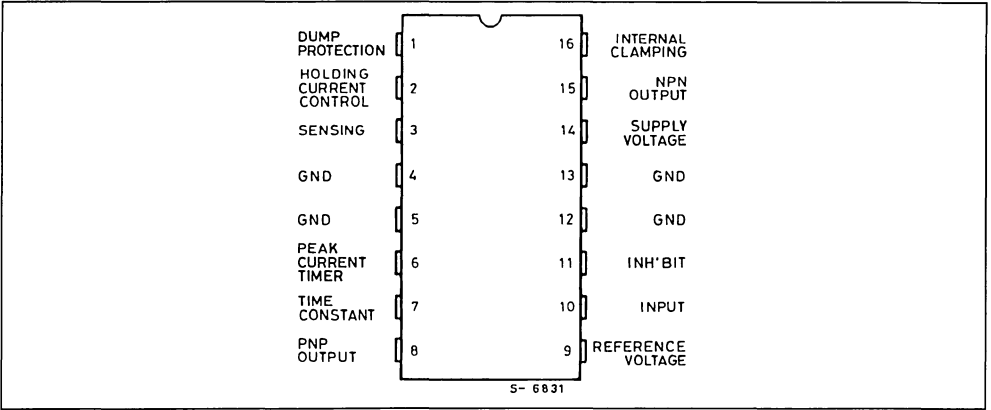 DUMP
PROTECTION
1
HOLDING
CURRENT
CONTROL
2
SENSING
3
GND
4
GND
5
PEAK
CURRENT
TIMER
6
TIME
CONSTANT
7
PNP
OUTPUT
8
16
INTERNAL
CLAMPING
15
NPN
OUTPUT
14
SUPPLY
VOLTAGE
13
GND
12
GND
11
INH'BIT
10
INPUT
9
REFERENCE
VOLTAGE
S- 6831